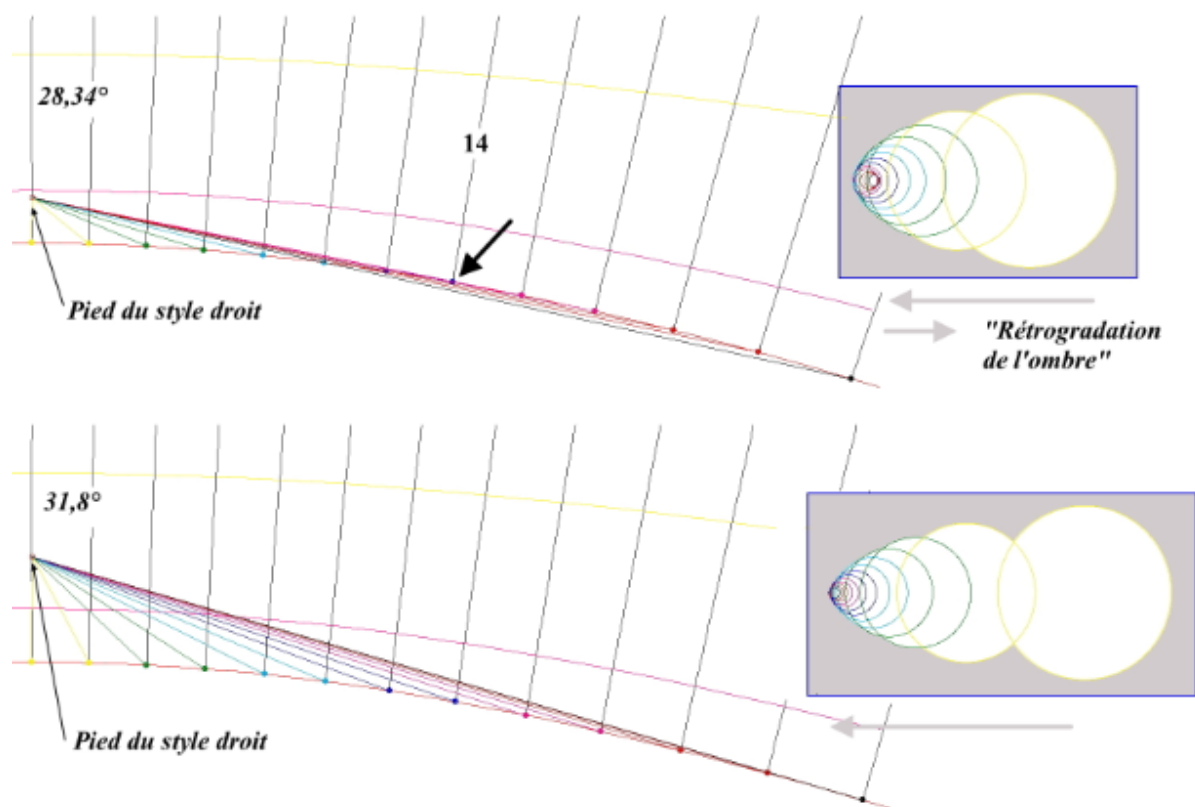 28,34°
14
Pied du style droit
"Rétrogradation
de l'ombre"
31,8°
Pied du style droit